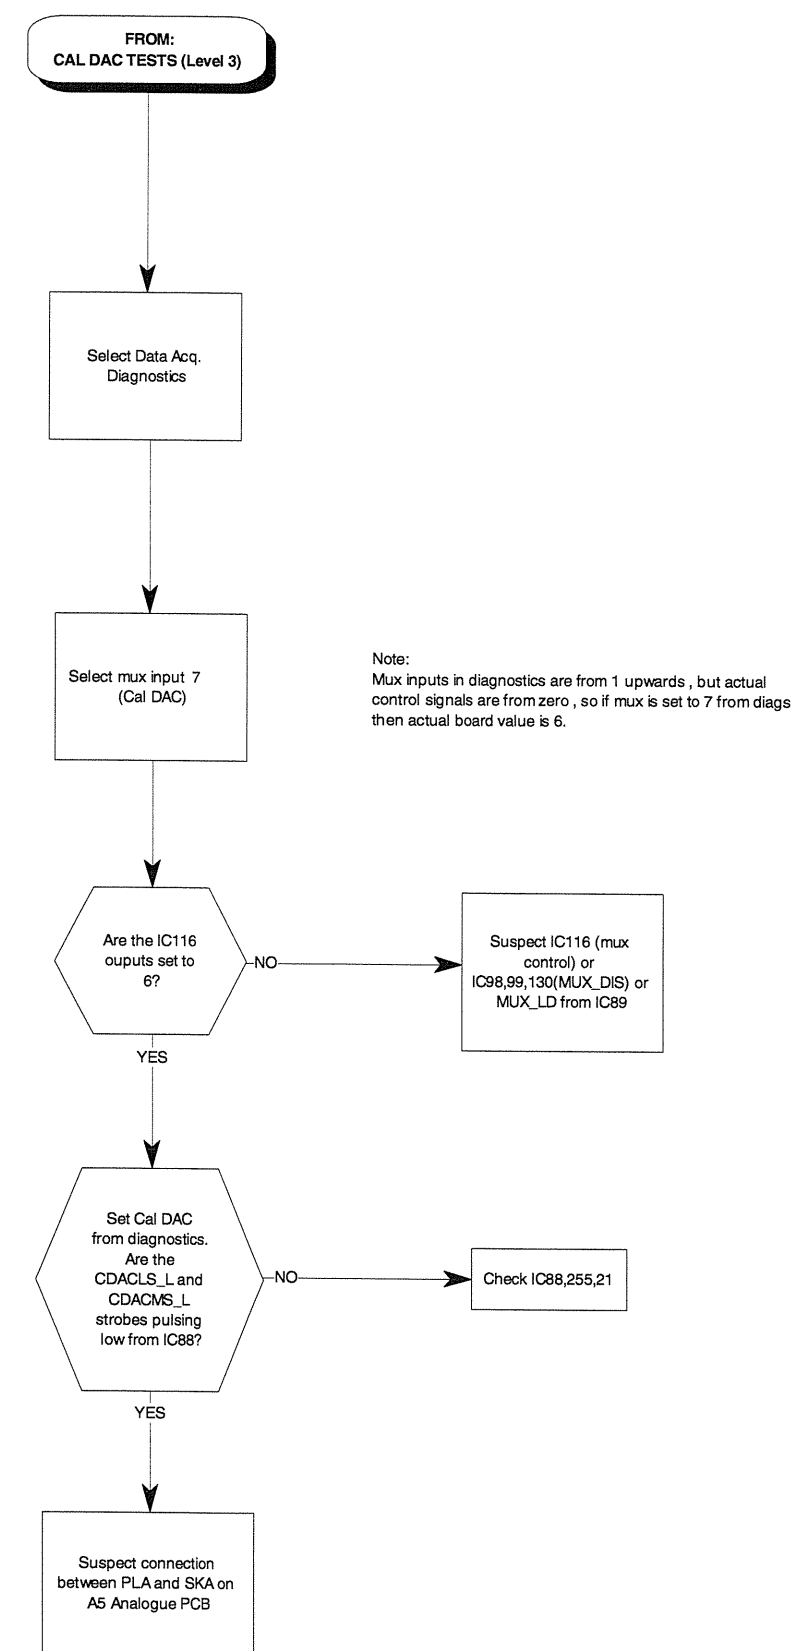 FROM:
CAL DAC TESTS (Level 3)
Select Data Acq.
Diagnostics
Select mux input 7
(Cal DAC)
Note:
Mux inputs in diagnostics are from 1 upwards , but actual
control signals are from zero , so if mux is set to 7 from diags
then actual board value is 6.
Are the IC116
ouputs set to
6?
NO
Suspect IC116 (mux
control) or
IC98,99,130(MUX_DIS) or
MUX_LD from IC89
YES
Set Cal DAC
from diagnostics.
Are the
CDACLS_L and
CDACMS_L
strobes pulsing
low from IC88?
NO
Check IC88,255,21
YES
Suspect connection
between PLA and SKA on
A5 Analogue PCB